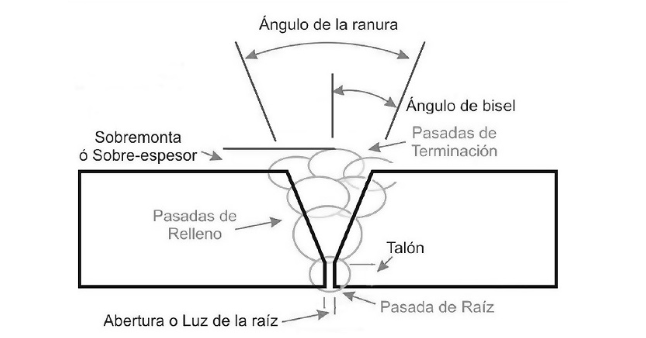 Ángulo de la ranura
Ángulo de bisel
Pasadas de
Terminación
Sobremonta
ó Sobre-espesor
Pasadas de
Relleno
Talón
Pasada de Raíz
Abertura o Luz de la raíz